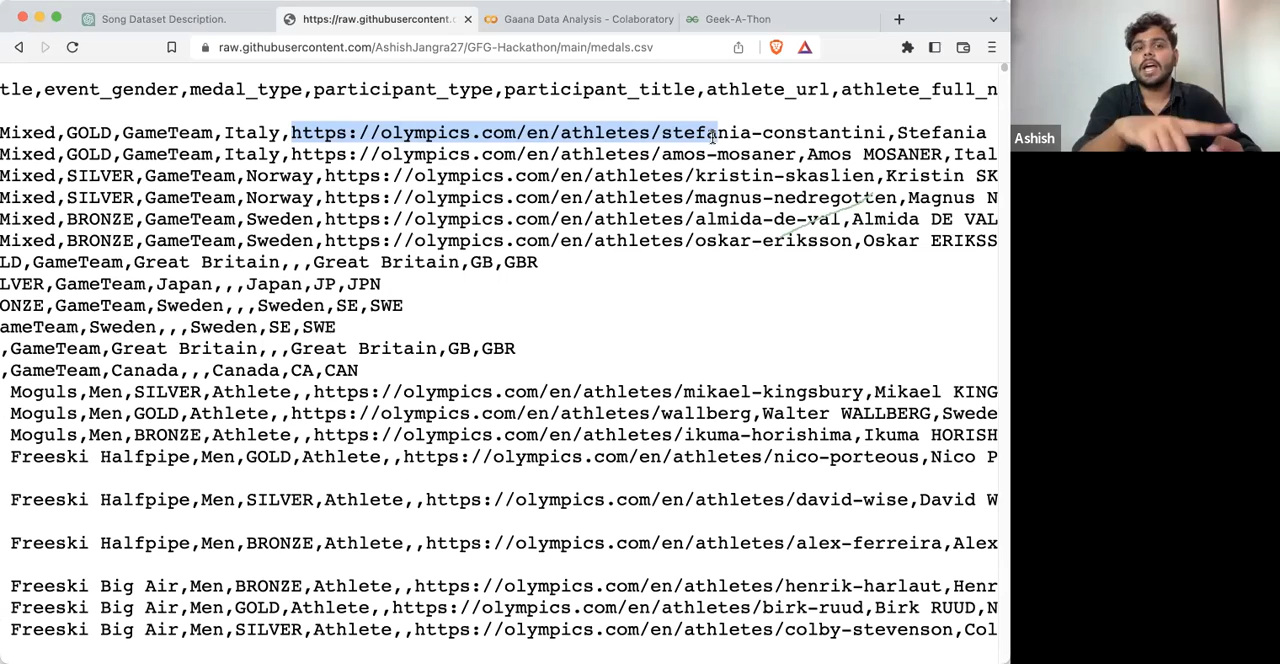 Song Dataset Description.
https://raw.githubusercontent.c
Gaana Data Analysis - Colaboratory
Geek-A-Thon
raw.githubusercontent.com/AshishJangra27/GFG-Hackathon/main/medals.csv
tle,event_gender,medal_type,participant_type,participant_title,athlete_url,athlete_full_n
Mixed,GOLD,GameTeam,Italy,https://olympics.com/en/athletes/stefania-constantini,Stefania
Mixed,GOLD,GameTeam,Italy,https://olympics.com/en/athletes/amos-mosaner,Amos MOSANER,Ital
Mixed,SILVER,GameTeam,Norway,https://olympics.com/en/athletes/kristin-skaslien,Kristin SK
Mixed,SILVER,GameTeam,Norway,https://olympics.com/en/athletes/magnus-nedregotten,Magnus N
Mixed,BRONZE,GameTeam,Sweden,https://olympics.com/en/athletes/almida-de-val,Almida DE VAL
Mixed,BRONZE,GameTeam,Sweden,https://olympics.com/en/athletes/oskar-eriksson,Oskar ERIKSS
LD,GameTeam,Great Britain,,,Great Britain,GB,GBR
LVER,GameTeam,Japan,,,Japan,JP,JPN
ONZE,GameTeam,Sweden,,,Sweden,SE,SWE
ameTeam,Sweden,,,Sweden,SE,SWE
,GameTeam,Great Britain,,,Great Britain,GB,GBR
,GameTeam,Canada,,,Canada,CA,CAN
Moguls,Men,SILVER,Athlete,,https://olympics.com/en/athletes/mikael-kingsbury,Mikael KING
Moguls,Men,GOLD,Athlete,,https://olympics.com/en/athletes/wallberg,Walter WALLBERG,Swede
Moguls,Men,BRONZE,Athlete,,https://olympics.com/en/athletes/ikuma-horishima,Ikuma HORISH
Freeski Halfpipe,Men,GOLD,Athlete,,https://olympics.com/en/athletes/nico-porteous,Nico P
Freeski Halfpipe,Men,SILVER,Athlete,,https://olympics.com/en/athletes/david-wise,David W
Freeski Halfpipe,Men,BRONZE,Athlete,,https://olympics.com/en/athletes/alex-ferreira,Alex
Freeski Big Air,Men,BRONZE,Athlete,,https://olympics.com/en/athletes/henrik-harlaut,Henr
Freeski Big Air,Men,GOLD,Athlete,,https://olympics.com/en/athletes/birk-ruud,Birk RUUD,N
Freeski Big Air,Men,SILVER,Athlete,,https://olympics.com/en/athletes/colby-stevenson,Col
Ashish